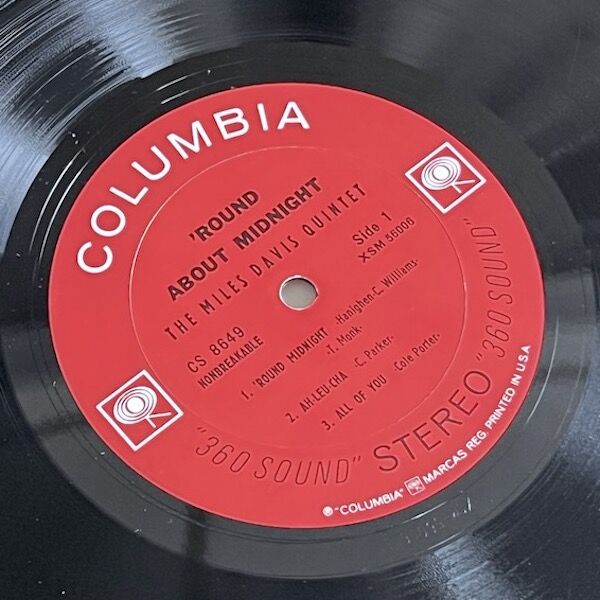 COLUMBIA
'ROUND
ABOUT MIDNIGHT
THE MILES DAVIS QUINTET
CS 8649
NONBREAKABLE
Side 1
XSM 56006
1. 'ROUND MIDNIGHT -Hanighen-C. Williams-
-T. Monk-
2. AH-LEU-CHA -C. Parker-
3. ALL OF YOU -Cole Porter-
"360 SOUND" STEREO "360 SOUND"
"COLUMBIA" MARCAS REG. PRINTED IN U.S.A.